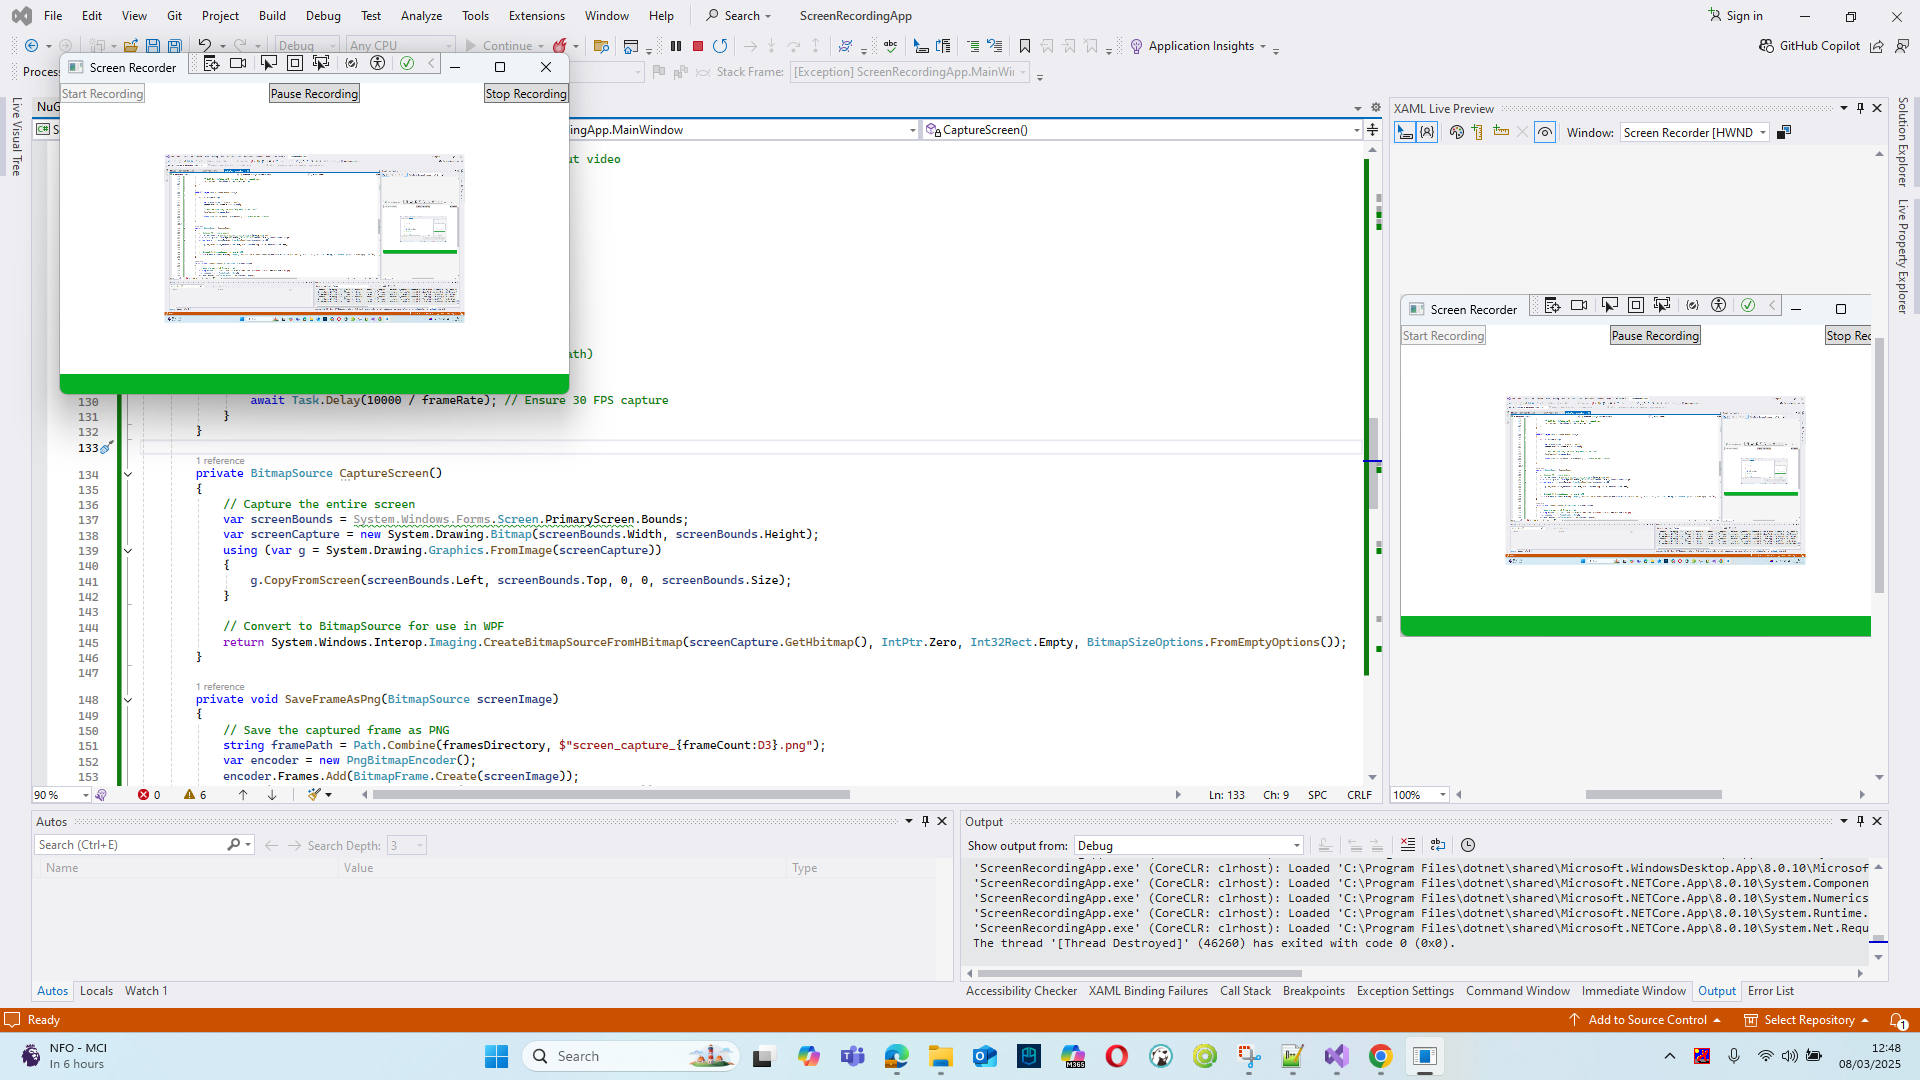 File Edit View Git Project Build Debug Test Analyze Tools Extensions Window Help Search ScreenRecordingApp Sign in
Debug Any CPU Continue Application Insights GitHub Copilot
Stack Frame: [Exception] ScreenRecordingApp.MainWi
Screen Recorder
Start Recording Pause Recording Stop Recording
Live Visual Tree
XAML Live Preview
Window: Screen Recorder [HWND
Solution Explorer
Live Property Explorer
ngApp.MainWindow CaptureScreen()
ut video
ath)
130 await Task.Delay(10000 / frameRate); // Ensure 30 FPS capture
131 }
132 }
133
1 reference
134 private BitmapSource CaptureScreen()
135 {
136 // Capture the entire screen
137 var screenBounds = System.Windows.Forms.Screen.PrimaryScreen.Bounds;
138 var screenCapture = new System.Drawing.Bitmap(screenBounds.Width, screenBounds.Height);
139 using (var g = System.Drawing.Graphics.FromImage(screenCapture))
140 {
141 g.CopyFromScreen(screenBounds.Left, screenBounds.Top, 0, 0, screenBounds.Size);
142 }
143
144 // Convert to BitmapSource for use in WPF
145 return System.Windows.Interop.Imaging.CreateBitmapSourceFromHBitmap(screenCapture.GetHbitmap(), IntPtr.Zero, Int32Rect.Empty, BitmapSizeOptions.FromEmptyOptions());
146 }
147
1 reference
148 private void SaveFrameAsPng(BitmapSource screenImage)
149 {
150 // Save the captured frame as PNG
151 string framePath = Path.Combine(framesDirectory, $"screen_capture_{frameCount:D3}.png");
152 var encoder = new PngBitmapEncoder();
153 encoder.Frames.Add(BitmapFrame.Create(screenImage));
90 % 0 6 Ln: 133 Ch: 9 SPC CRLF
Screen Recorder
Start Recording Pause Recording Stop Rec
100%
Autos
Search (Ctrl+E) Search Depth: 3
Name Value Type
Autos Locals Watch 1
Output
Show output from: Debug
'ScreenRecordingApp.exe' (CoreCLR: clrhost): Loaded 'C:\Program Files\dotnet\shared\Microsoft.WindowsDesktop.App\8.0.10\Microsof
'ScreenRecordingApp.exe' (CoreCLR: clrhost): Loaded 'C:\Program Files\dotnet\shared\Microsoft.NETCore.App\8.0.10\System.Componen
'ScreenRecordingApp.exe' (CoreCLR: clrhost): Loaded 'C:\Program Files\dotnet\shared\Microsoft.NETCore.App\8.0.10\System.Numerics
'ScreenRecordingApp.exe' (CoreCLR: clrhost): Loaded 'C:\Program Files\dotnet\shared\Microsoft.NETCore.App\8.0.10\System.Runtime.
'ScreenRecordingApp.exe' (CoreCLR: clrhost): Loaded 'C:\Program Files\dotnet\shared\Microsoft.NETCore.App\8.0.10\System.Net.Requ
The thread '[Thread Destroyed]' (46260) has exited with code 0 (0x0).
Accessibility Checker XAML Binding Failures Call Stack Breakpoints Exception Settings Command Window Immediate Window Output Error List
Ready Add to Source Control Select Repository 1
NFO - MCI
In 6 hours
Search
M365
12:48
08/03/2025